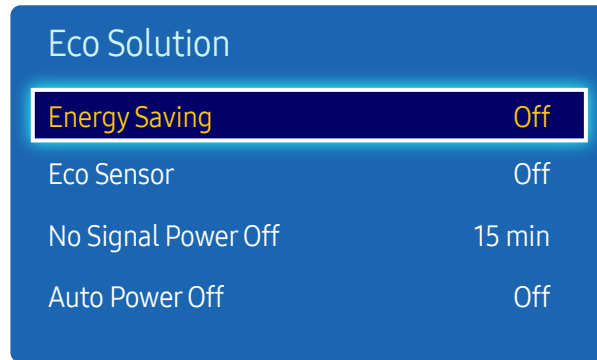 Eco Solution
Energy Saving Off
Eco Sensor Off
No Signal Power Off 15 min
Auto Power Off Off